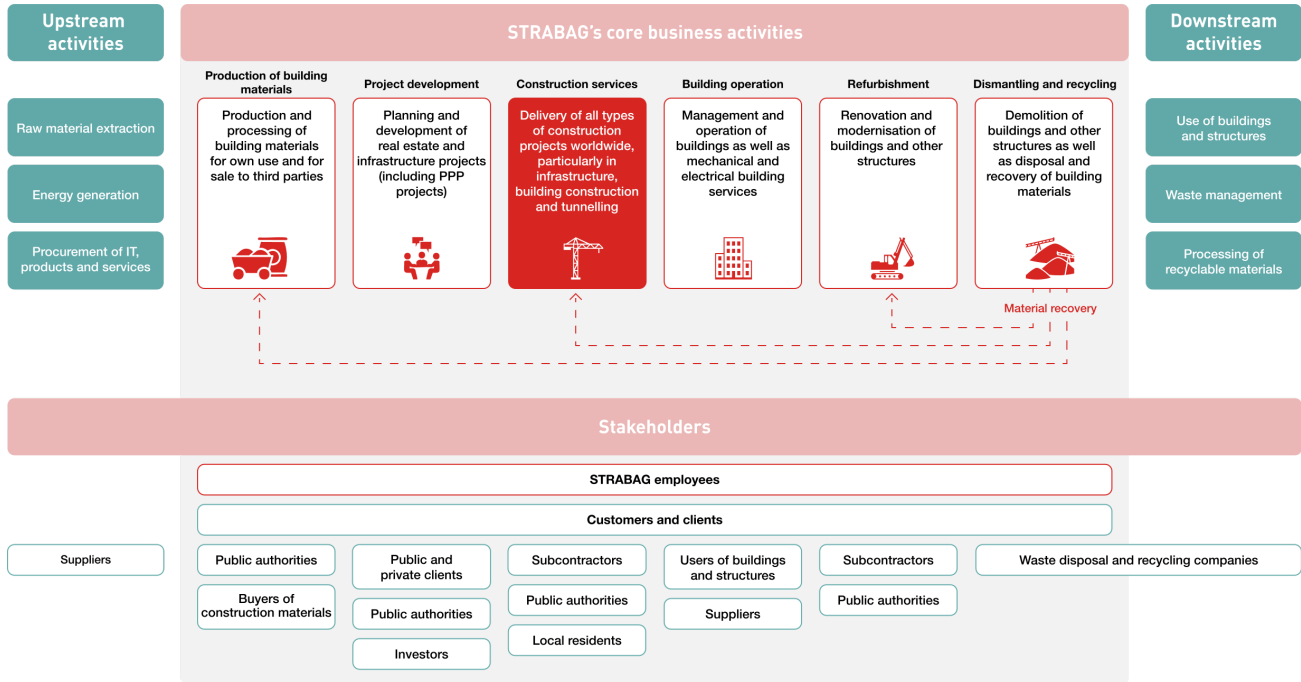 Upstream
activities
STRABAG's core business activities
Downstream
activities
Raw material extraction
Energy generation
Procurement of IT,
products and services
Production of building
materials
Production and
processing of
building materials
for own use and for
sale to third parties
Project development
Planning and
development of
real estate and
infrastructure projects
(including PPP
projects)
Construction services
Delivery of all types
of construction
projects worldwide,
particularly in
infrastructure,
building construction
and tunnelling
Building operation
Management and
operation of
buildings as well as
mechanical and
electrical building
services
Refurbishment
Renovation and
modernisation of
buildings and other
structures
Dismantling and recycling
Demolition of
buildings and other
structures as well
as disposal and
recovery of building
materials
Material recovery
Use of buildings
and structures
Waste management
Processing of
recyclable materials
Stakeholders
STRABAG employees
Customers and clients
Suppliers
Public authorities
Buyers of
construction materials
Public and
private clients
Public authorities
Investors
Subcontractors
Public authorities
Local residents
Users of buildings
and structures
Suppliers
Subcontractors
Public authorities
Waste disposal and recycling companies